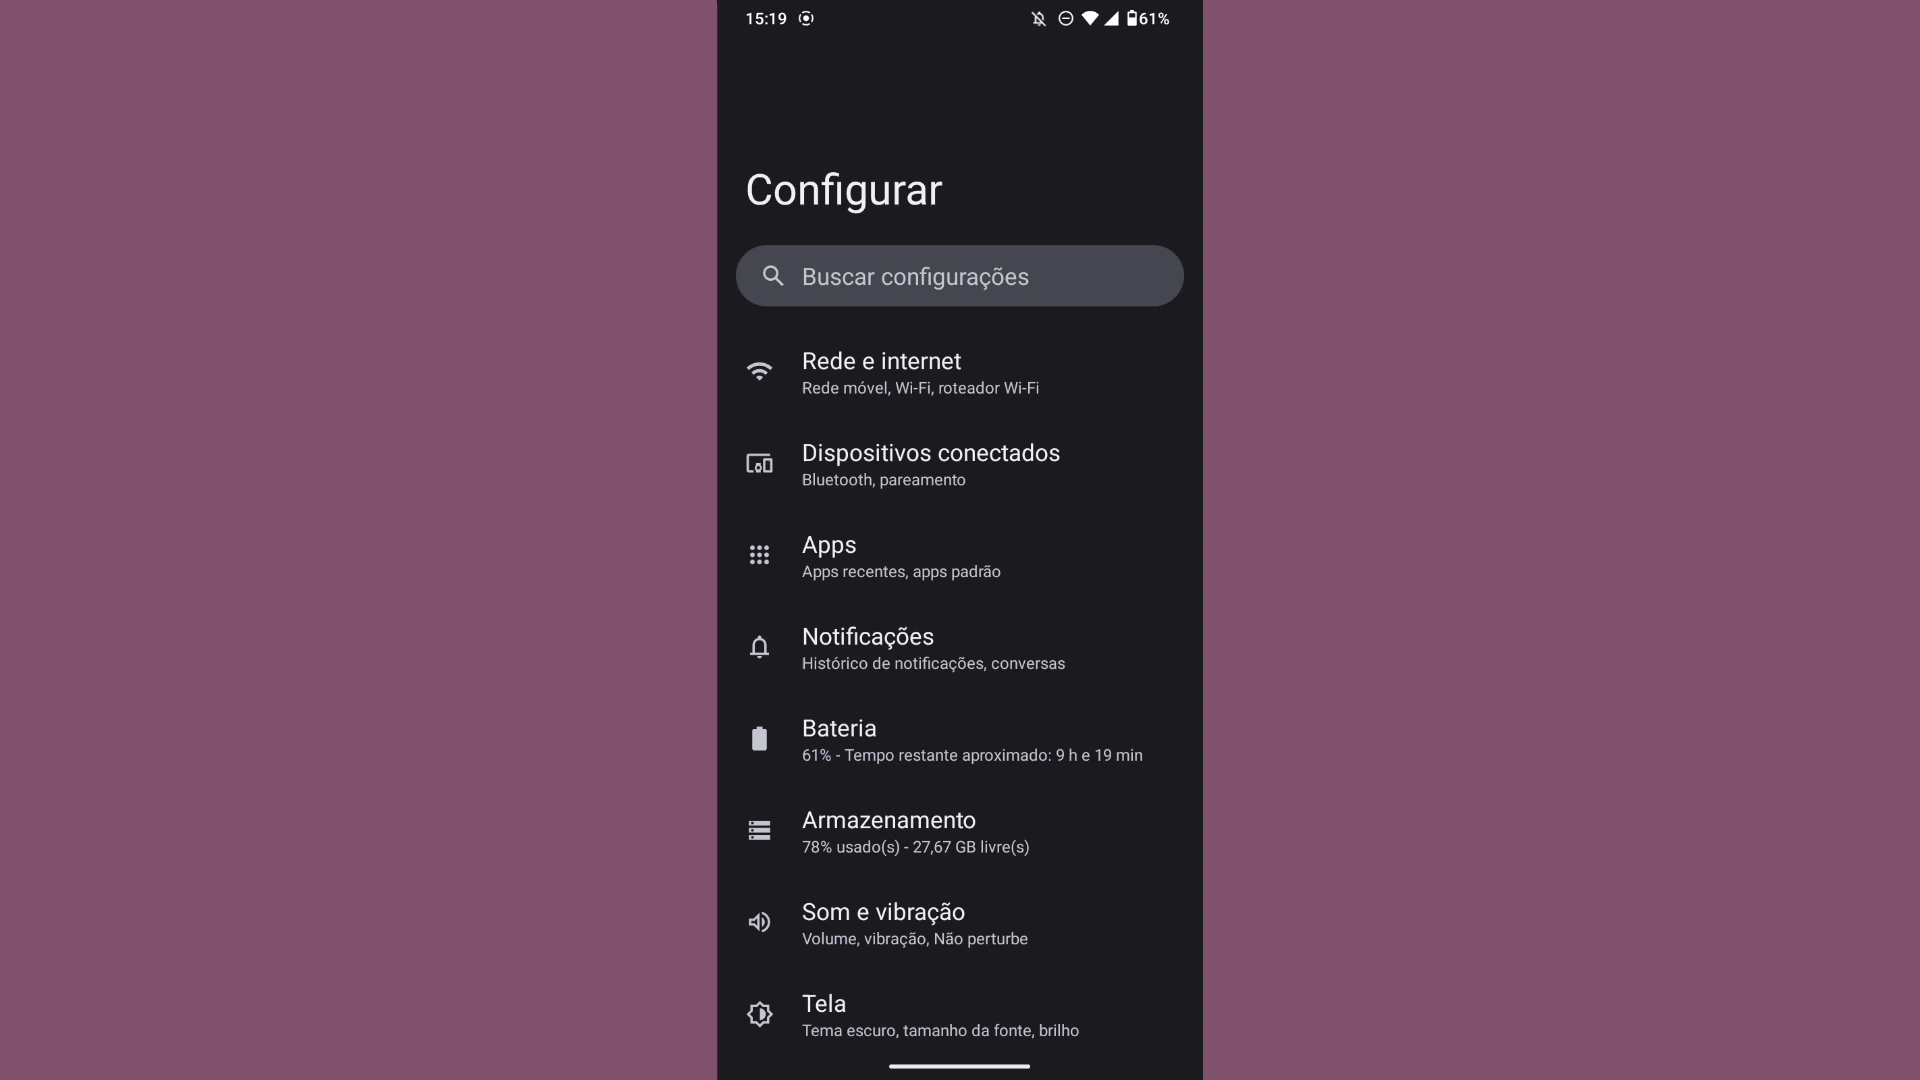 15:19
61%
Configurar
Buscar configurações
Rede e internet
Rede móvel, Wi-Fi, roteador Wi-Fi
Dispositivos conectados
Bluetooth, pareamento
Apps
Apps recentes, apps padrão
Notificações
Histórico de notificações, conversas
Bateria
61% - Tempo restante aproximado: 9 h e 19 min
Armazenamento
78% usado(s) - 27,67 GB livre(s)
Som e vibração
Volume, vibração, Não perturbe
Tela
Tema escuro, tamanho da fonte, brilho